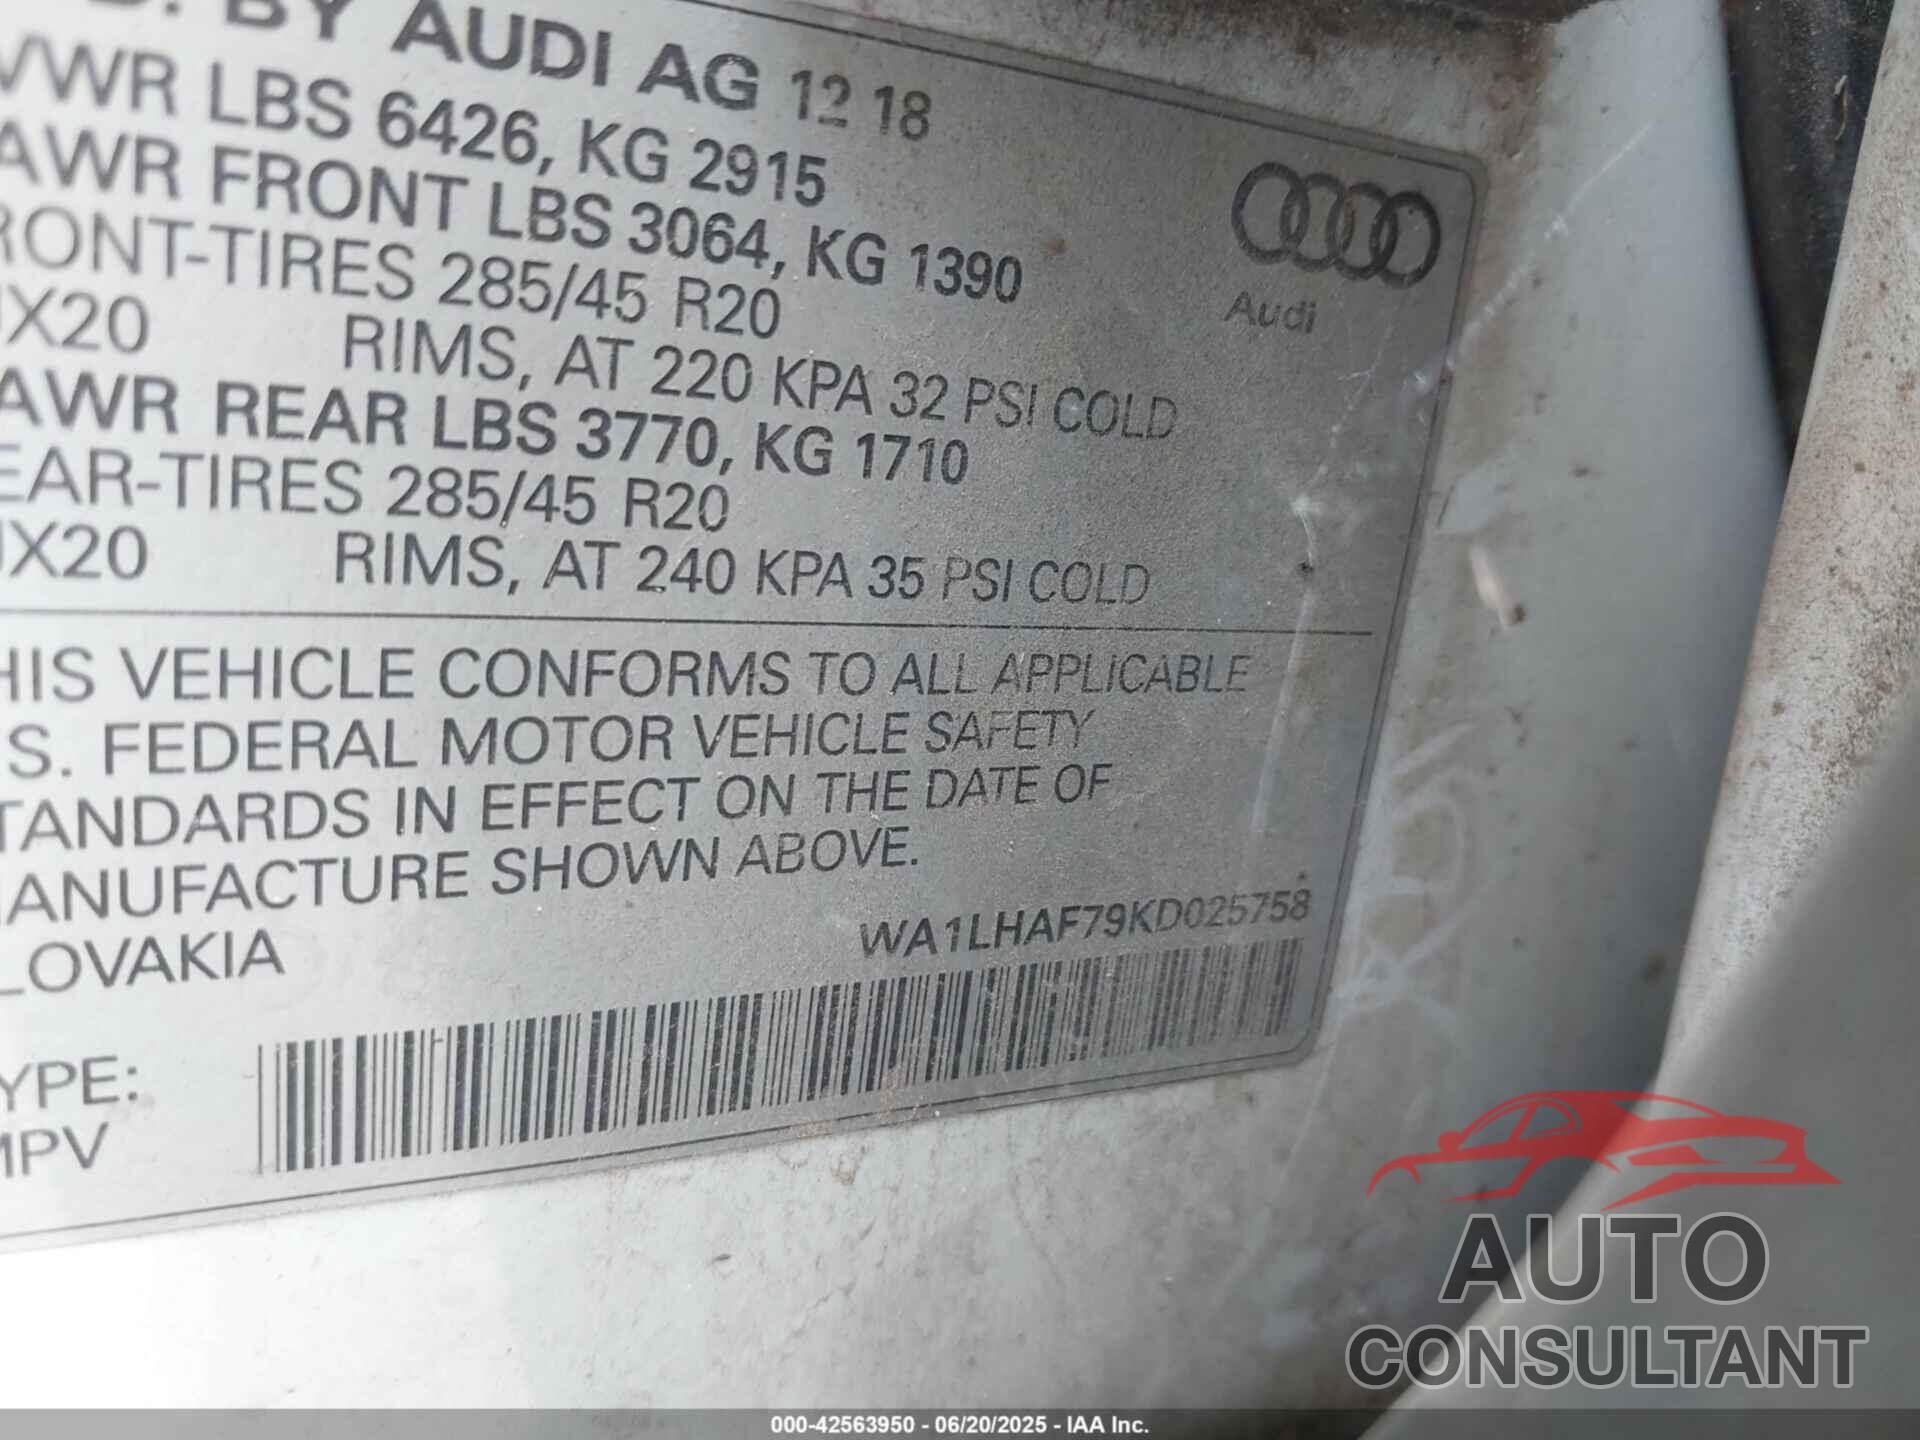 BY AUDI AG 12 18
VWR LBS 6426, KG 2915
AWR FRONT LBS 3064, KG 1390
RONT-TIRES 285/45 R20
JX20 RIMS, AT 220 KPA 32 PSI COLD
AWR REAR LBS 3770, KG 1710
EAR-TIRES 285/45 R20
JX20 RIMS, AT 240 KPA 35 PSI COLD
Audi
HIS VEHICLE CONFORMS TO ALL APPLICABLE
S. FEDERAL MOTOR VEHICLE SAFETY
TANDARDS IN EFFECT ON THE DATE OF
ANUFACTURE SHOWN ABOVE.
LOVAKIA
WA1LHAF79KD025758
YPE:
MPV
AUTO
CONSULTANT
000-42563950 - 06/20/2025 - IAA Inc.